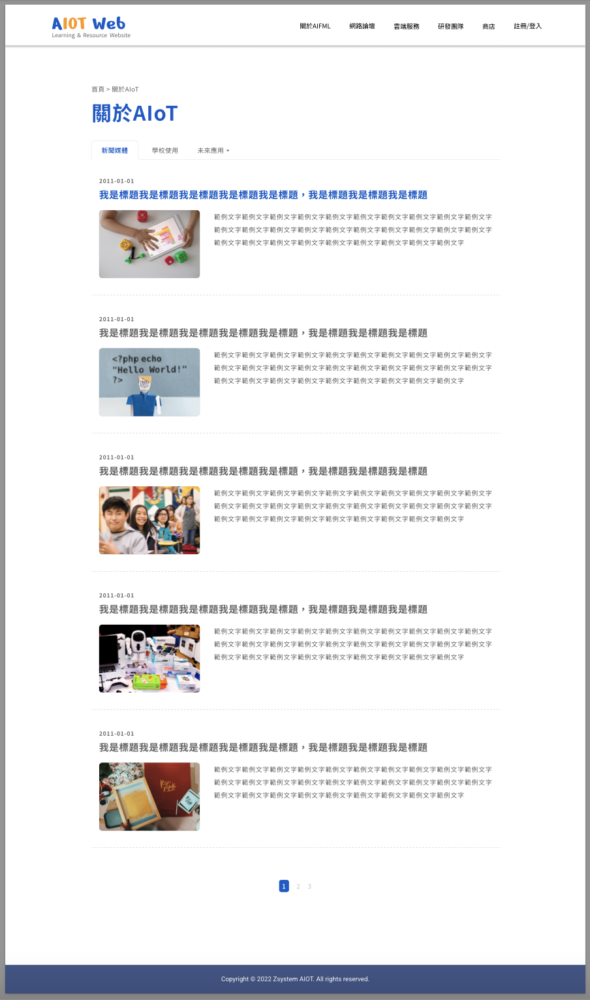 AIOT Web
Learning & Resource Website
關於AIFML
網路論壇
雲端服務
研發團隊
商店
註冊/登入
首頁 > 關於AIoT
關於AIoT
新聞媒體
學校使用
未來應用
2011-01-01
我是標題我是標題我是標題我是標題我是標題，我是標題我是標題我是標題
範例文字範例文字範例文字範例文字範例文字範例文字範例文字範例文字範例文字範例文字
範例文字範例文字範例文字範例文字範例文字範例文字範例文字範例文字範例文字範例文字
範例文字範例文字範例文字範例文字範例文字範例文字範例文字範例文字範例文字
2011-01-01
我是標題我是標題我是標題我是標題我是標題，我是標題我是標題我是標題
<?php echo
"Hello World!"
?>
範例文字範例文字範例文字範例文字範例文字範例文字範例文字範例文字範例文字範例文字
範例文字範例文字範例文字範例文字範例文字範例文字範例文字範例文字範例文字範例文字
範例文字範例文字範例文字範例文字範例文字範例文字範例文字範例文字範例文字
2011-01-01
我是標題我是標題我是標題我是標題我是標題，我是標題我是標題我是標題
範例文字範例文字範例文字範例文字範例文字範例文字範例文字範例文字範例文字範例文字
範例文字範例文字範例文字範例文字範例文字範例文字範例文字範例文字範例文字範例文字
範例文字範例文字範例文字範例文字範例文字範例文字範例文字範例文字範例文字
2011-01-01
我是標題我是標題我是標題我是標題我是標題，我是標題我是標題我是標題
範例文字範例文字範例文字範例文字範例文字範例文字範例文字範例文字範例文字範例文字
範例文字範例文字範例文字範例文字範例文字範例文字範例文字範例文字範例文字範例文字
範例文字範例文字範例文字範例文字範例文字範例文字範例文字範例文字範例文字
2011-01-01
我是標題我是標題我是標題我是標題我是標題，我是標題我是標題我是標題
範例文字範例文字範例文字範例文字範例文字範例文字範例文字範例文字範例文字範例文字
範例文字範例文字範例文字範例文字範例文字範例文字範例文字範例文字範例文字範例文字
範例文字範例文字範例文字範例文字範例文字範例文字範例文字範例文字範例文字
1 2 3
Copyright © 2022 Zsystem AIOT. All rights reserved.